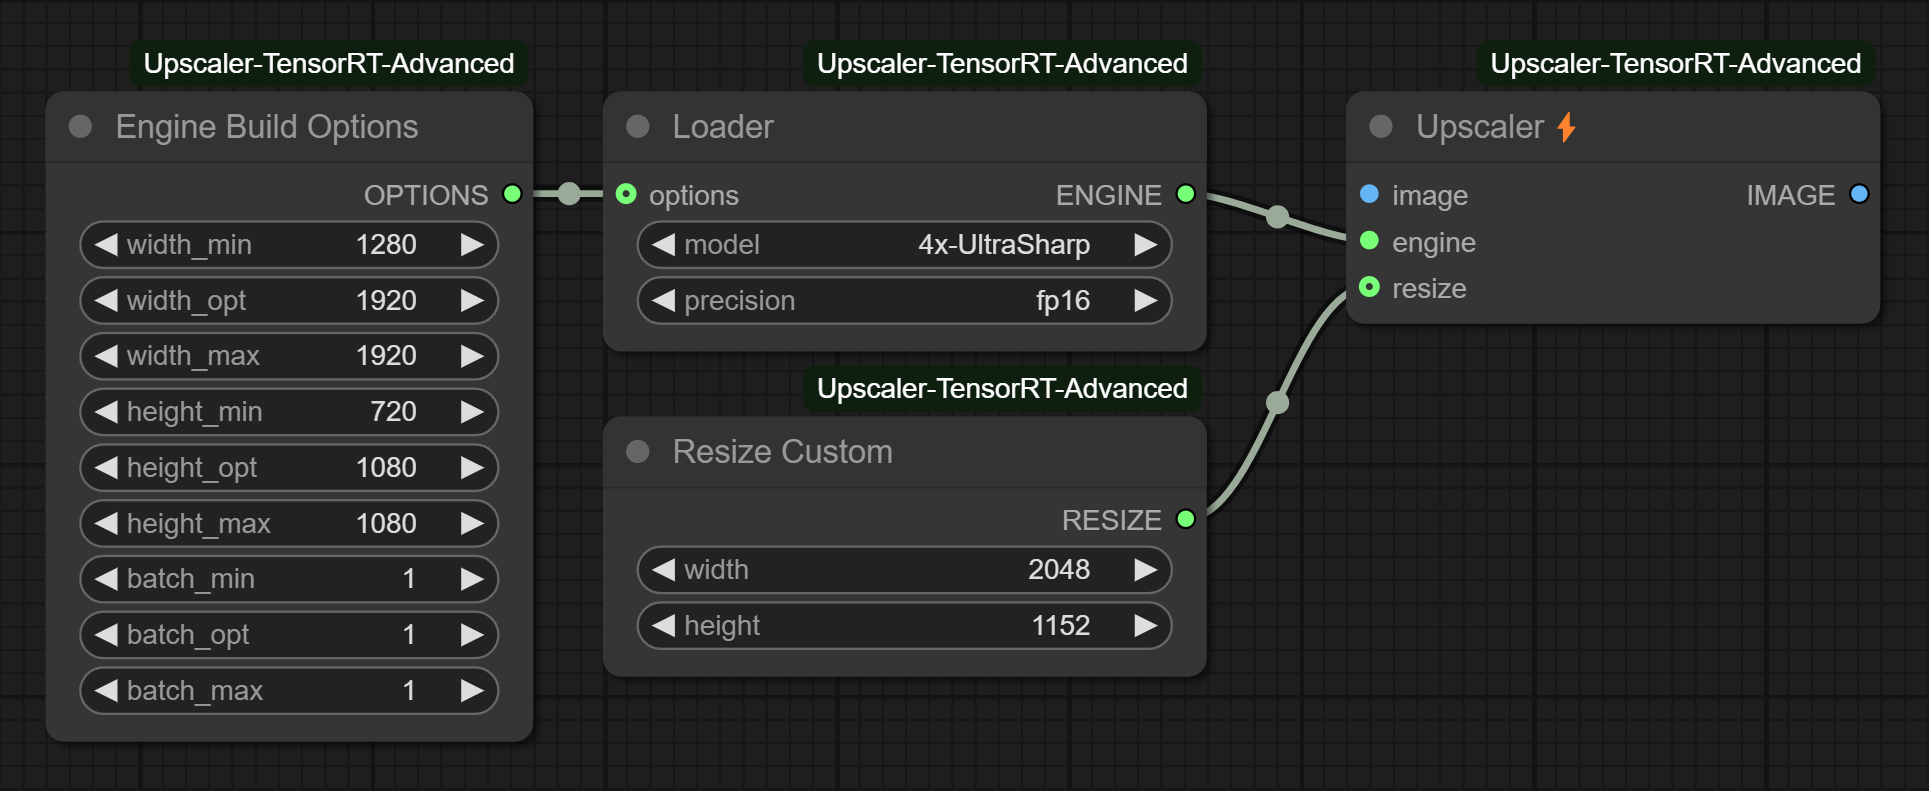 Upscaler-TensorRT-Advanced
Engine Build Options
OPTIONS
width_min 1280
width_opt 1920
width_max 1920
height_min 720
height_opt 1080
height_max 1080
batch_min 1
batch_opt 1
batch_max 1
Upscaler-TensorRT-Advanced
Loader
options ENGINE
model 4x-UltraSharp
precision fp16
Upscaler-TensorRT-Advanced
Resize Custom
RESIZE
width 2048
height 1152
Upscaler-TensorRT-Advanced
Upscaler
image IMAGE
engine
resize